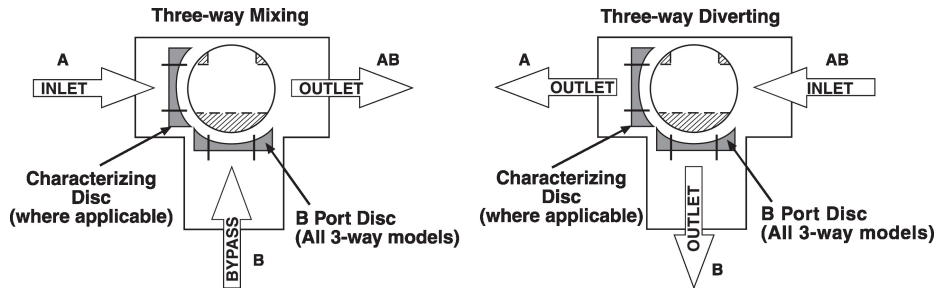 Three-way Mixing
A
INLET
AB
OUTLET
Characterizing
Disc
(where applicable)
B Port Disc
(All 3-way models)
BYPASS
B
Three-way Diverting
A
OUTLET
AB
INLET
Characterizing
Disc
(where applicable)
B Port Disc
(All 3-way models)
OUTLET
B